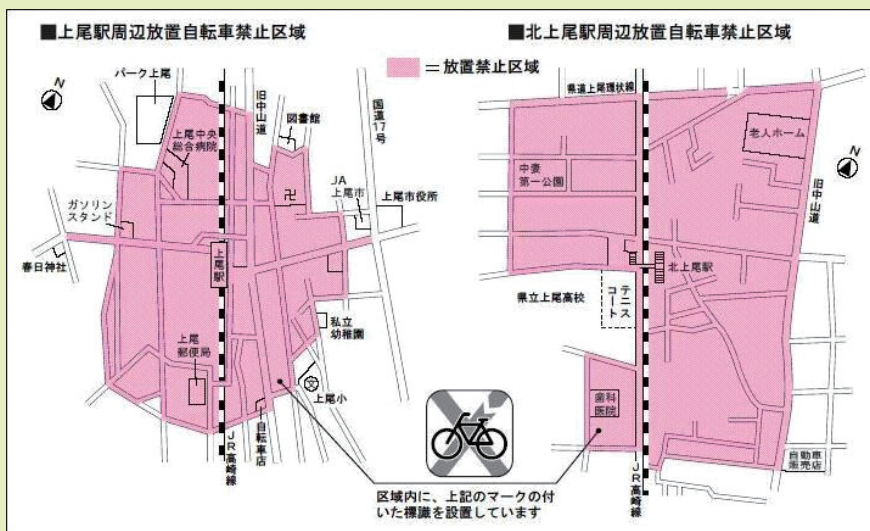 ■上尾駅周辺放置自転車禁止区域
■北上尾駅周辺放置自転車禁止区域
=放置禁止区域
N
パーク上尾
旧中山道
図書館
国道17号
上尾中央
総合病院
JA
上尾市
上尾市役所
ガソリン
スタンド
春日神社
上尾駅
私立
幼稚園
上尾
郵便局
上尾小
文
自転車店
JR高崎線
県道上尾環状線
老人ホーム
N
中妻
第一公園
旧中山道
北上尾駅
県立上尾高校
テニス
コート
歯科
医院
自動車
販売店
JR高崎線
区域内に、上記のマークの付
いた標識を設置しています